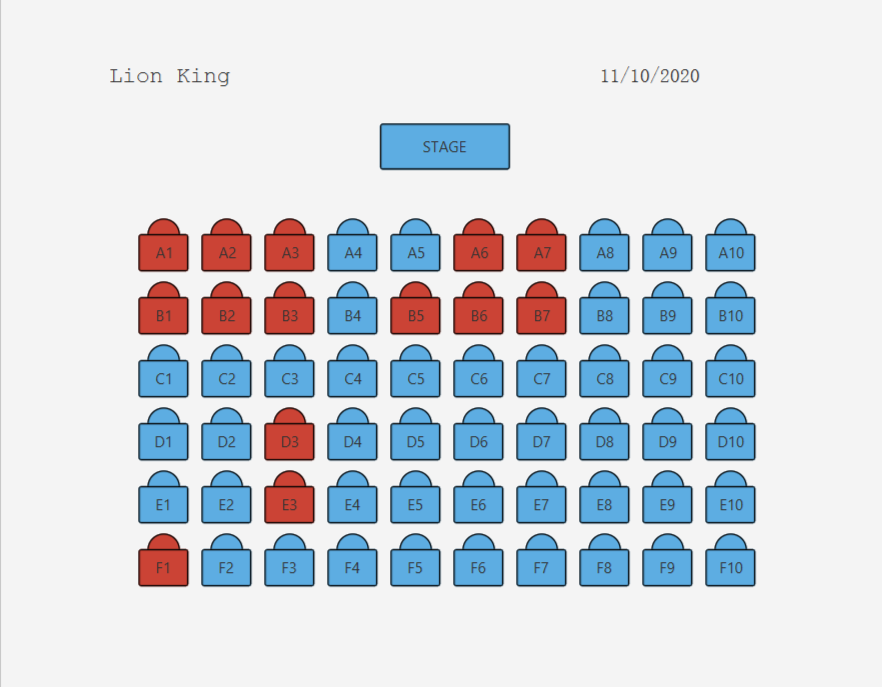 Lion King 11/10/2020
STAGE
A1 A2 A3 A4 A5 A6 A7 A8 A9 A10
B1 B2 B3 B4 B5 B6 B7 B8 B9 B10
C1 C2 C3 C4 C5 C6 C7 C8 C9 C10
D1 D2 D3 D4 D5 D6 D7 D8 D9 D10
E1 E2 E3 E4 E5 E6 E7 E8 E9 E10
F1 F2 F3 F4 F5 F6 F7 F8 F9 F10